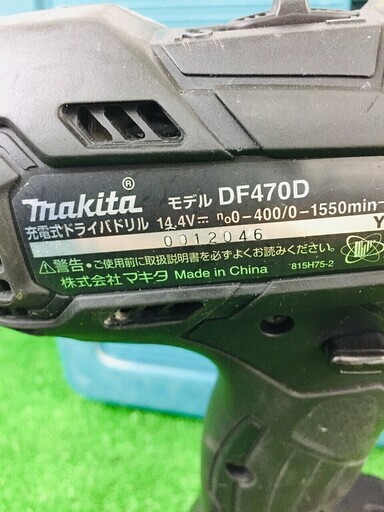 makita® モデル DF470D
充電式ドライバドリル 14.4V⎓ n₀0-400/0-1550min-
0012046 Y
⚠警告・ご使用前に取扱説明書を必ずよくお読みください。
株式会社マキタ Made in China 815H75-2